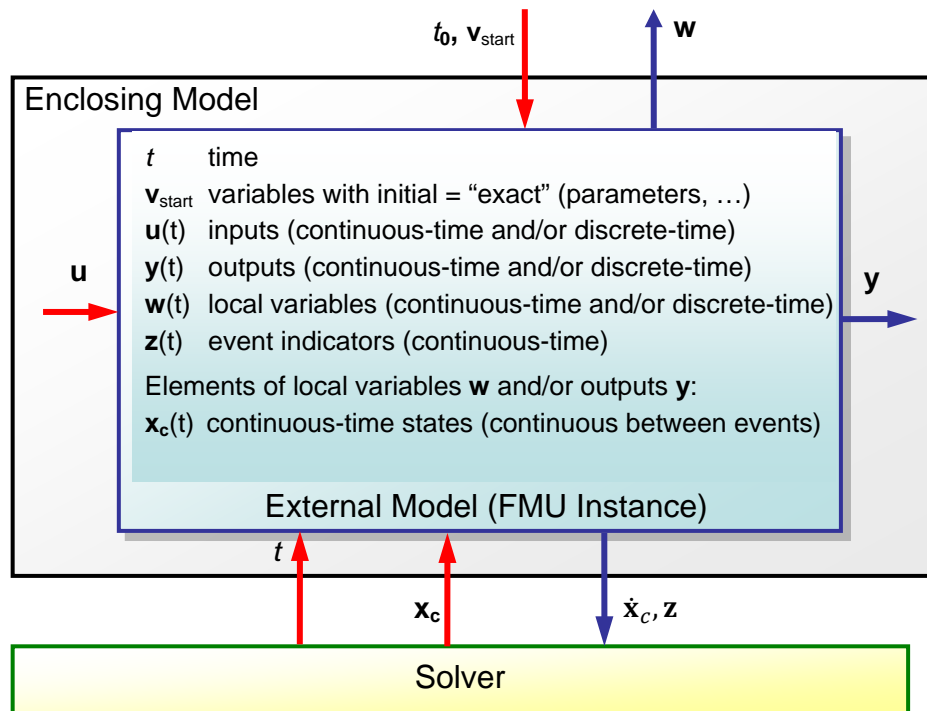 t0, vstart
w
Enclosing Model
t time
vstart variables with initial = “exact” (parameters, …)
u(t) inputs (continuous-time and/or discrete-time)
y(t) outputs (continuous-time and/or discrete-time)
w(t) local variables (continuous-time and/or discrete-time)
z(t) event indicators (continuous-time)
Elements of local variables w and/or outputs y:
xc(t) continuous-time states (continuous between events)
u
y
External Model (FMU Instance)
t
xc
ẋc, z
Solver